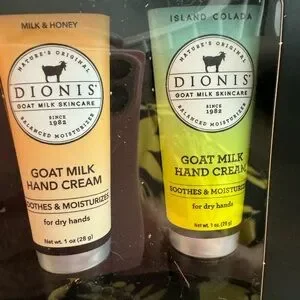 MILK & HONEY
NATURE'S ORIGINAL
DIONIS®
GOAT MILK SKINCARE
SINCE
1982
BALANCED MOISTURIZER
GOAT MILK
HAND CREAM
SOOTHES & MOISTURIZES
for dry hands
Net wt. 1 oz (28 g)
ISLAND COLADA
NATURE'S ORIGINAL
DIONIS®
GOAT MILK SKINCARE
SINCE
1982
BALANCED MOISTURIZER
GOAT MILK
HAND CREAM
SOOTHES & MOISTURIZES
for dry hands
Net wt. 1 oz (28 g)